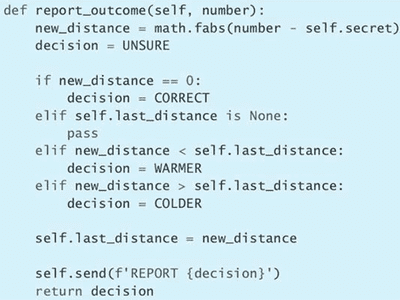 def report_outcome(self, number):
    new_distance = math.fabs(number - self.secret)
    decision = UNSURE

    if new_distance == 0:
        decision = CORRECT
    elif self.last_distance is None:
        pass
    elif new_distance < self.last_distance:
        decision = WARMER
    elif new_distance > self.last_distance:
        decision = COLDER

    self.last_distance = new_distance

    self.send(f'REPORT {decision}')
    return decision